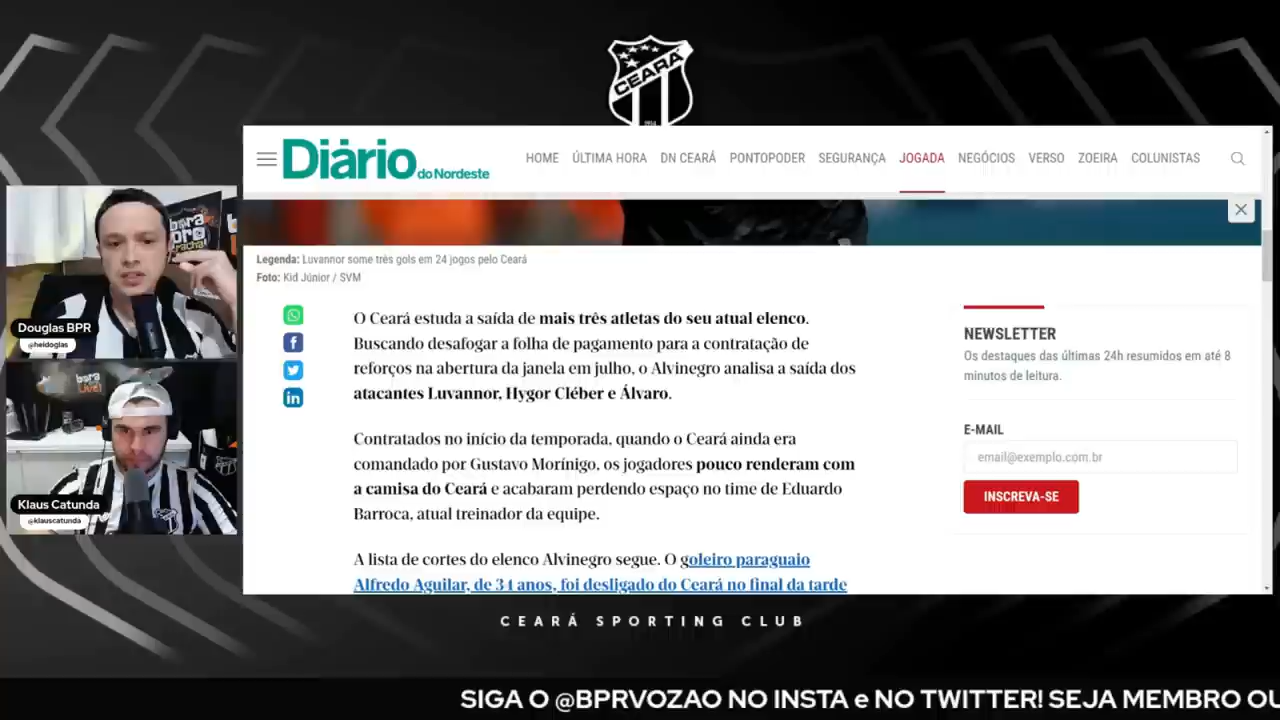 CEARÁ
1914
Diário do Nordeste
HOME ÚLTIMA HORA DN CEARÁ PONTOPODER SEGURANÇA JOGADA NEGÓCIOS VERSO ZOEIRA COLUNISTAS
Legenda: Luvannor some três gols em 24 jogos pelo Ceará
Foto: Kid Júnior / SVM
O Ceará estuda a saída de mais três atletas do seu atual elenco.
Buscando desafogar a folha de pagamento para a contratação de
reforços na abertura da janela em julho, o Alvinegro analisa a saída dos
atacantes Luvannor, Hygor Cléber e Álvaro.
Contratados no início da temporada, quando o Ceará ainda era
comandado por Gustavo Morínigo, os jogadores pouco renderam com
a camisa do Ceará e acabaram perdendo espaço no time de Eduardo
Barroca, atual treinador da equipe.
A lista de cortes do elenco Alvinegro segue. O goleiro paraguaio
Alfredo Aguilar, de 34 anos, foi desligado do Ceará no final da tarde
NEWSLETTER
Os destaques das últimas 24h resumidos em até 8
minutos de leitura.
E-MAIL
email@exemplo.com.br
INSCREVA-SE
bora
pro
racha!
Douglas BPR
@heidoglas
bora
Live!
Klaus Catunda
@klauscatunda
CEARÁ SPORTING CLUB
SIGA O @BPRVOZAO NO INSTA e NO TWITTER! SEJA MEMBRO OU